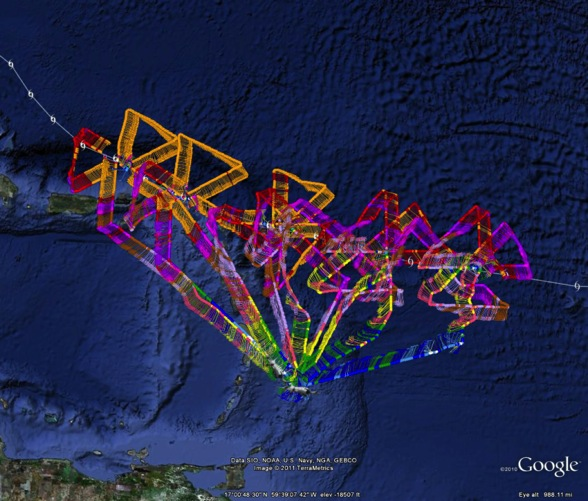 Data SIO, NOAA, U.S. Navy, NGA, GEBCO
Image © 2011 TerraMetrics
©2010 Google
17°00'48.30" N 59°39'07.42" W elev -18507 ft
Eye alt 988.11 mi